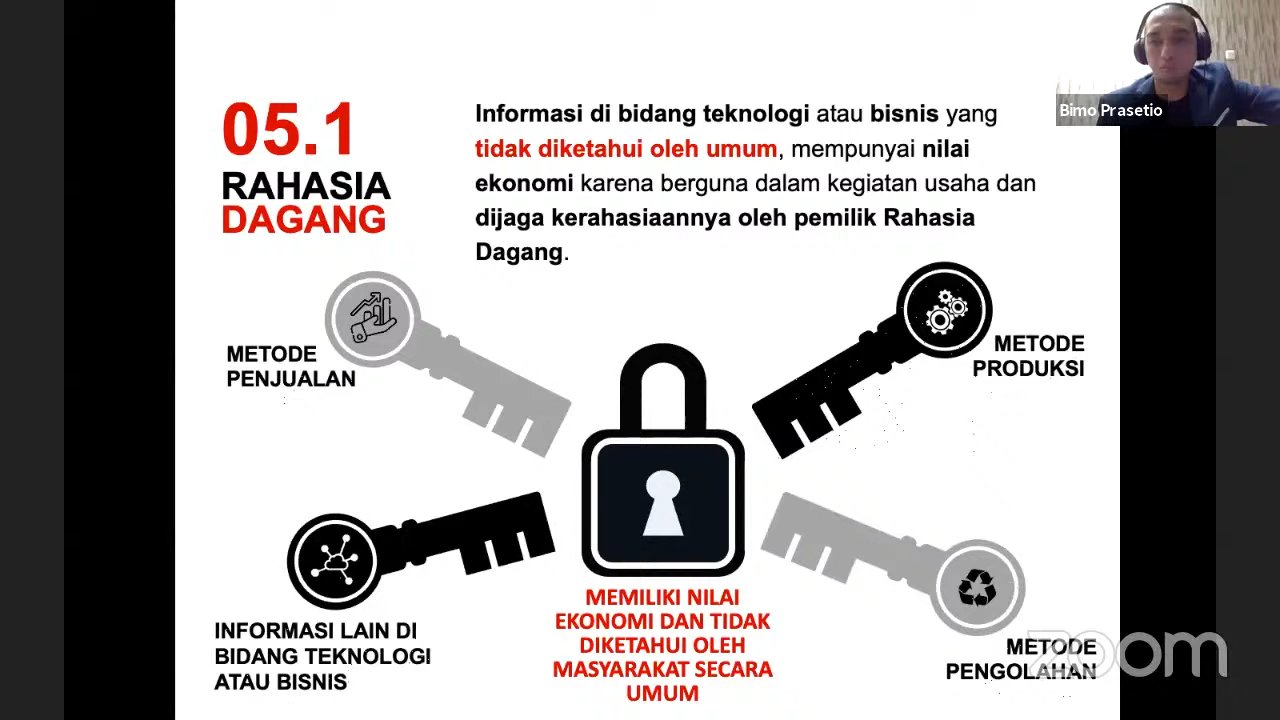 05.1
RAHASIA
DAGANG
Informasi di bidang teknologi atau bisnis yang
tidak diketahui oleh umum, mempunyai nilai
ekonomi karena berguna dalam kegiatan usaha dan
dijaga kerahasiaannya oleh pemilik Rahasia
Dagang.
Bimo Prasetio
METODE
PENJUALAN
METODE
PRODUKSI
INFORMASI LAIN DI
BIDANG TEKNOLOGI
ATAU BISNIS
MEMILIKI NILAI
EKONOMI DAN TIDAK
DIKETAHUI OLEH
MASYARAKAT SECARA
UMUM
METODE
PENGOLAHAN
zoom